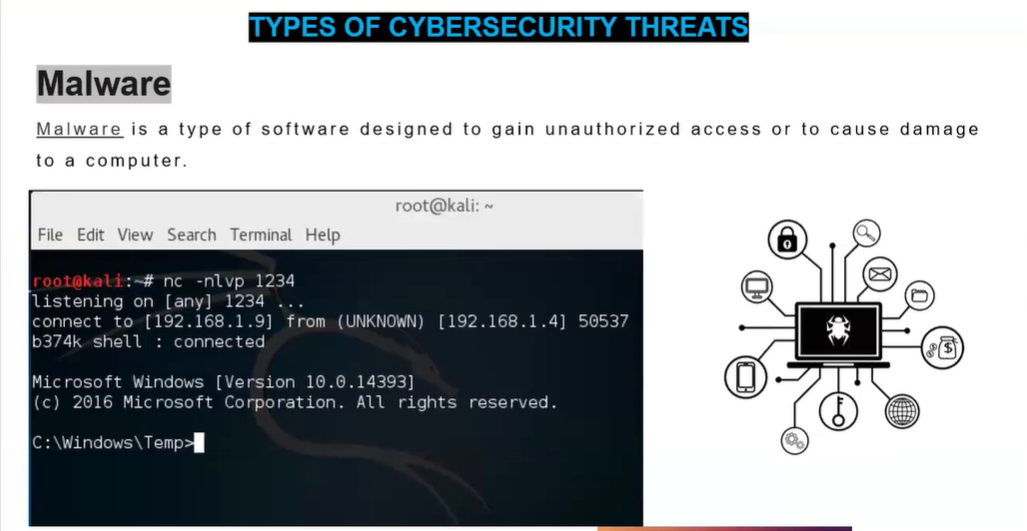 TYPES OF CYBERSECURITY THREATS
Malware
Malware is a type of software designed to gain unauthorized access or to cause damage
to a computer.
root@kali: ~
File Edit View Search Terminal Help
root@kali:~# nc -nlvp 1234
listening on [any] 1234 ...
connect to [192.168.1.9] from (UNKNOWN) [192.168.1.4] 50537
b374k shell : connected
Microsoft Windows [Version 10.0.14393]
(c) 2016 Microsoft Corporation. All rights reserved.
C:\Windows\Temp>
$